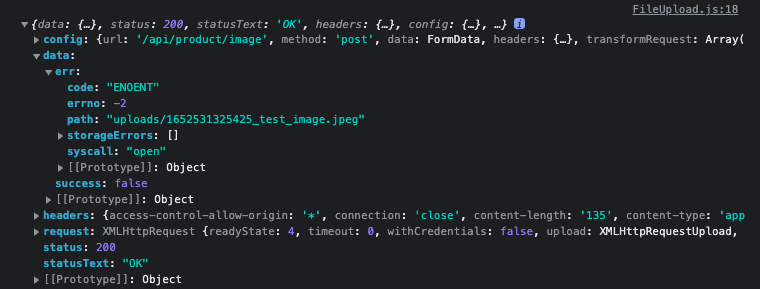 FileUpload.js:18
▼{data: {…}, status: 200, statusText: 'OK', headers: {…}, config: {…}, …} i
▶config: {url: '/api/product/image', method: 'post', data: FormData, headers: {…}, transformRequest: Array(
▼data:
▼err:
code: "ENOENT"
errno: -2
path: "uploads/1652531325425_test_image.jpeg"
▶storageErrors: []
syscall: "open"
▶[[Prototype]]: Object
success: false
▶[[Prototype]]: Object
▶headers: {access-control-allow-origin: '*', connection: 'close', content-length: '135', content-type: 'app
▶request: XMLHttpRequest {readyState: 4, timeout: 0, withCredentials: false, upload: XMLHttpRequestUpload,
status: 200
statusText: "OK"
▶[[Prototype]]: Object